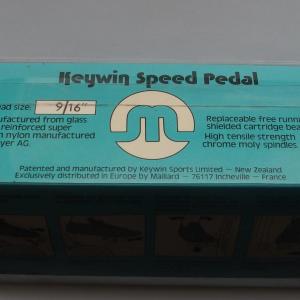 Keywin Speed Pedal
ad size: 9/16"
nufactured from glass
reinforced super
nylon manufactured
yer AG.
Replaceable free runn
shielded cartridge bea
High tensile strength
chrome moly spindles.
Patented and manufactured by Keywin Sports Limited — New Zealand.
Exclusively distributed in Europe by Maillard — 76117 Incheville — France